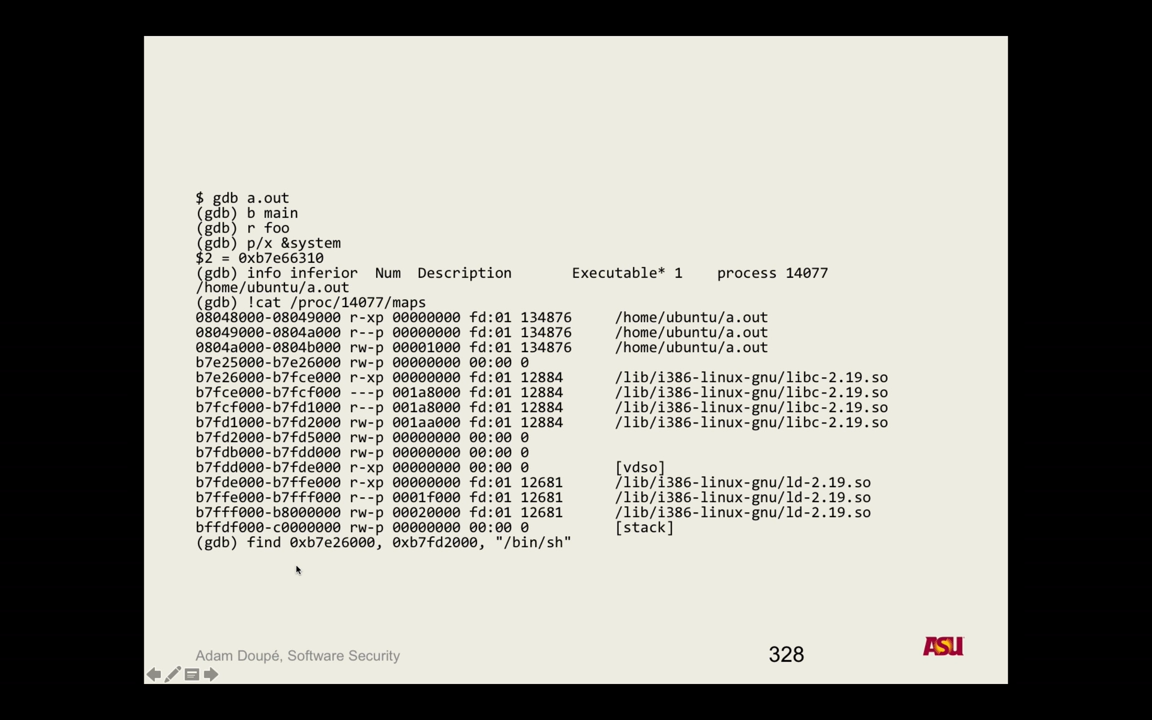 $ gdb a.out
(gdb) b main
(gdb) r foo
(gdb) p/x &system
$2 = 0xb7e66310
(gdb) info inferior  Num  Description       Executable* 1    process 14077
/home/ubuntu/a.out
(gdb) !cat /proc/14077/maps
08048000-08049000 r-xp 00000000 fd:01 134876     /home/ubuntu/a.out
08049000-0804a000 r--p 00000000 fd:01 134876     /home/ubuntu/a.out
0804a000-0804b000 rw-p 00001000 fd:01 134876     /home/ubuntu/a.out
b7e25000-b7e26000 rw-p 00000000 00:00 0
b7e26000-b7fce000 r-xp 00000000 fd:01 12884      /lib/i386-linux-gnu/libc-2.19.so
b7fce000-b7fcf000 ---p 001a8000 fd:01 12884      /lib/i386-linux-gnu/libc-2.19.so
b7fcf000-b7fd1000 r--p 001a8000 fd:01 12884      /lib/i386-linux-gnu/libc-2.19.so
b7fd1000-b7fd2000 rw-p 001aa000 fd:01 12884      /lib/i386-linux-gnu/libc-2.19.so
b7fd2000-b7fd5000 rw-p 00000000 00:00 0
b7fdb000-b7fdd000 rw-p 00000000 00:00 0
b7fdd000-b7fde000 r-xp 00000000 00:00 0          [vdso]
b7fde000-b7ffe000 r-xp 00000000 fd:01 12681      /lib/i386-linux-gnu/ld-2.19.so
b7ffe000-b7fff000 r--p 0001f000 fd:01 12681      /lib/i386-linux-gnu/ld-2.19.so
b7fff000-b8000000 rw-p 00020000 fd:01 12681      /lib/i386-linux-gnu/ld-2.19.so
bffdf000-c0000000 rw-p 00000000 00:00 0          [stack]
(gdb) find 0xb7e26000, 0xb7fd2000, "/bin/sh"
Adam Doupé, Software Security
328
ASU